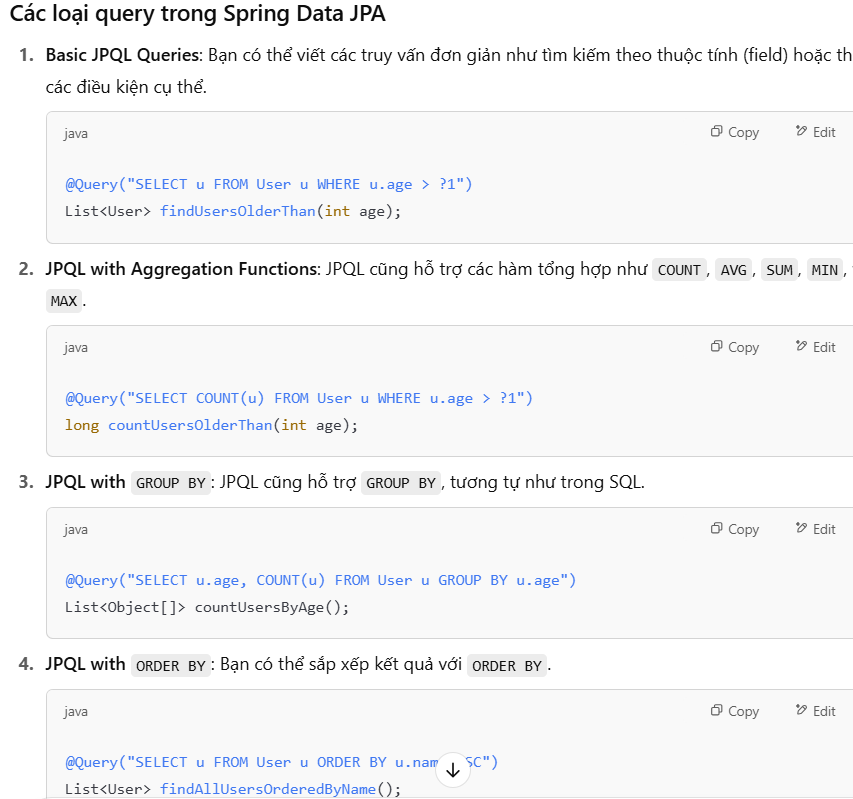 Các loại query trong Spring Data JPA
1. Basic JPQL Queries: Bạn có thể viết các truy vấn đơn giản như tìm kiếm theo thuộc tính (field) hoặc th
các điều kiện cụ thể.
java
Copy
Edit
@Query("SELECT u FROM User u WHERE u.age > ?1")
List<User> findUsersOlderThan(int age);
2. JPQL with Aggregation Functions: JPQL cũng hỗ trợ các hàm tổng hợp như COUNT, AVG, SUM, MIN,
MAX.
java
Copy
Edit
@Query("SELECT COUNT(u) FROM User u WHERE u.age > ?1")
long countUsersOlderThan(int age);
3. JPQL with GROUP BY: JPQL cũng hỗ trợ GROUP BY, tương tự như trong SQL.
java
Copy
Edit
@Query("SELECT u.age, COUNT(u) FROM User u GROUP BY u.age")
List<Object[]> countUsersByAge();
4. JPQL with ORDER BY: Bạn có thể sắp xếp kết quả với ORDER BY.
java
Copy
Edit
@Query("SELECT u FROM User u ORDER BY u.nam SC")
List<User> findAllUsersOrderedByName();